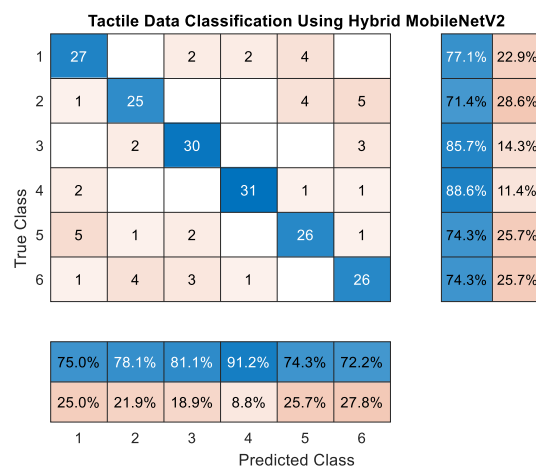 Tactile Data Classification Using Hybrid MobileNetV2
1 27 2 2 4 77.1% 22.9%
2 1 25 4 5 71.4% 28.6%
3 2 30 3 85.7% 14.3%
4 2 31 1 1 88.6% 11.4%
5 5 1 2 26 1 74.3% 25.7%
6 1 4 3 1 26 74.3% 25.7%
True Class
75.0% 78.1% 81.1% 91.2% 74.3% 72.2%
25.0% 21.9% 18.9% 8.8% 25.7% 27.8%
1 2 3 4 5 6
Predicted Class